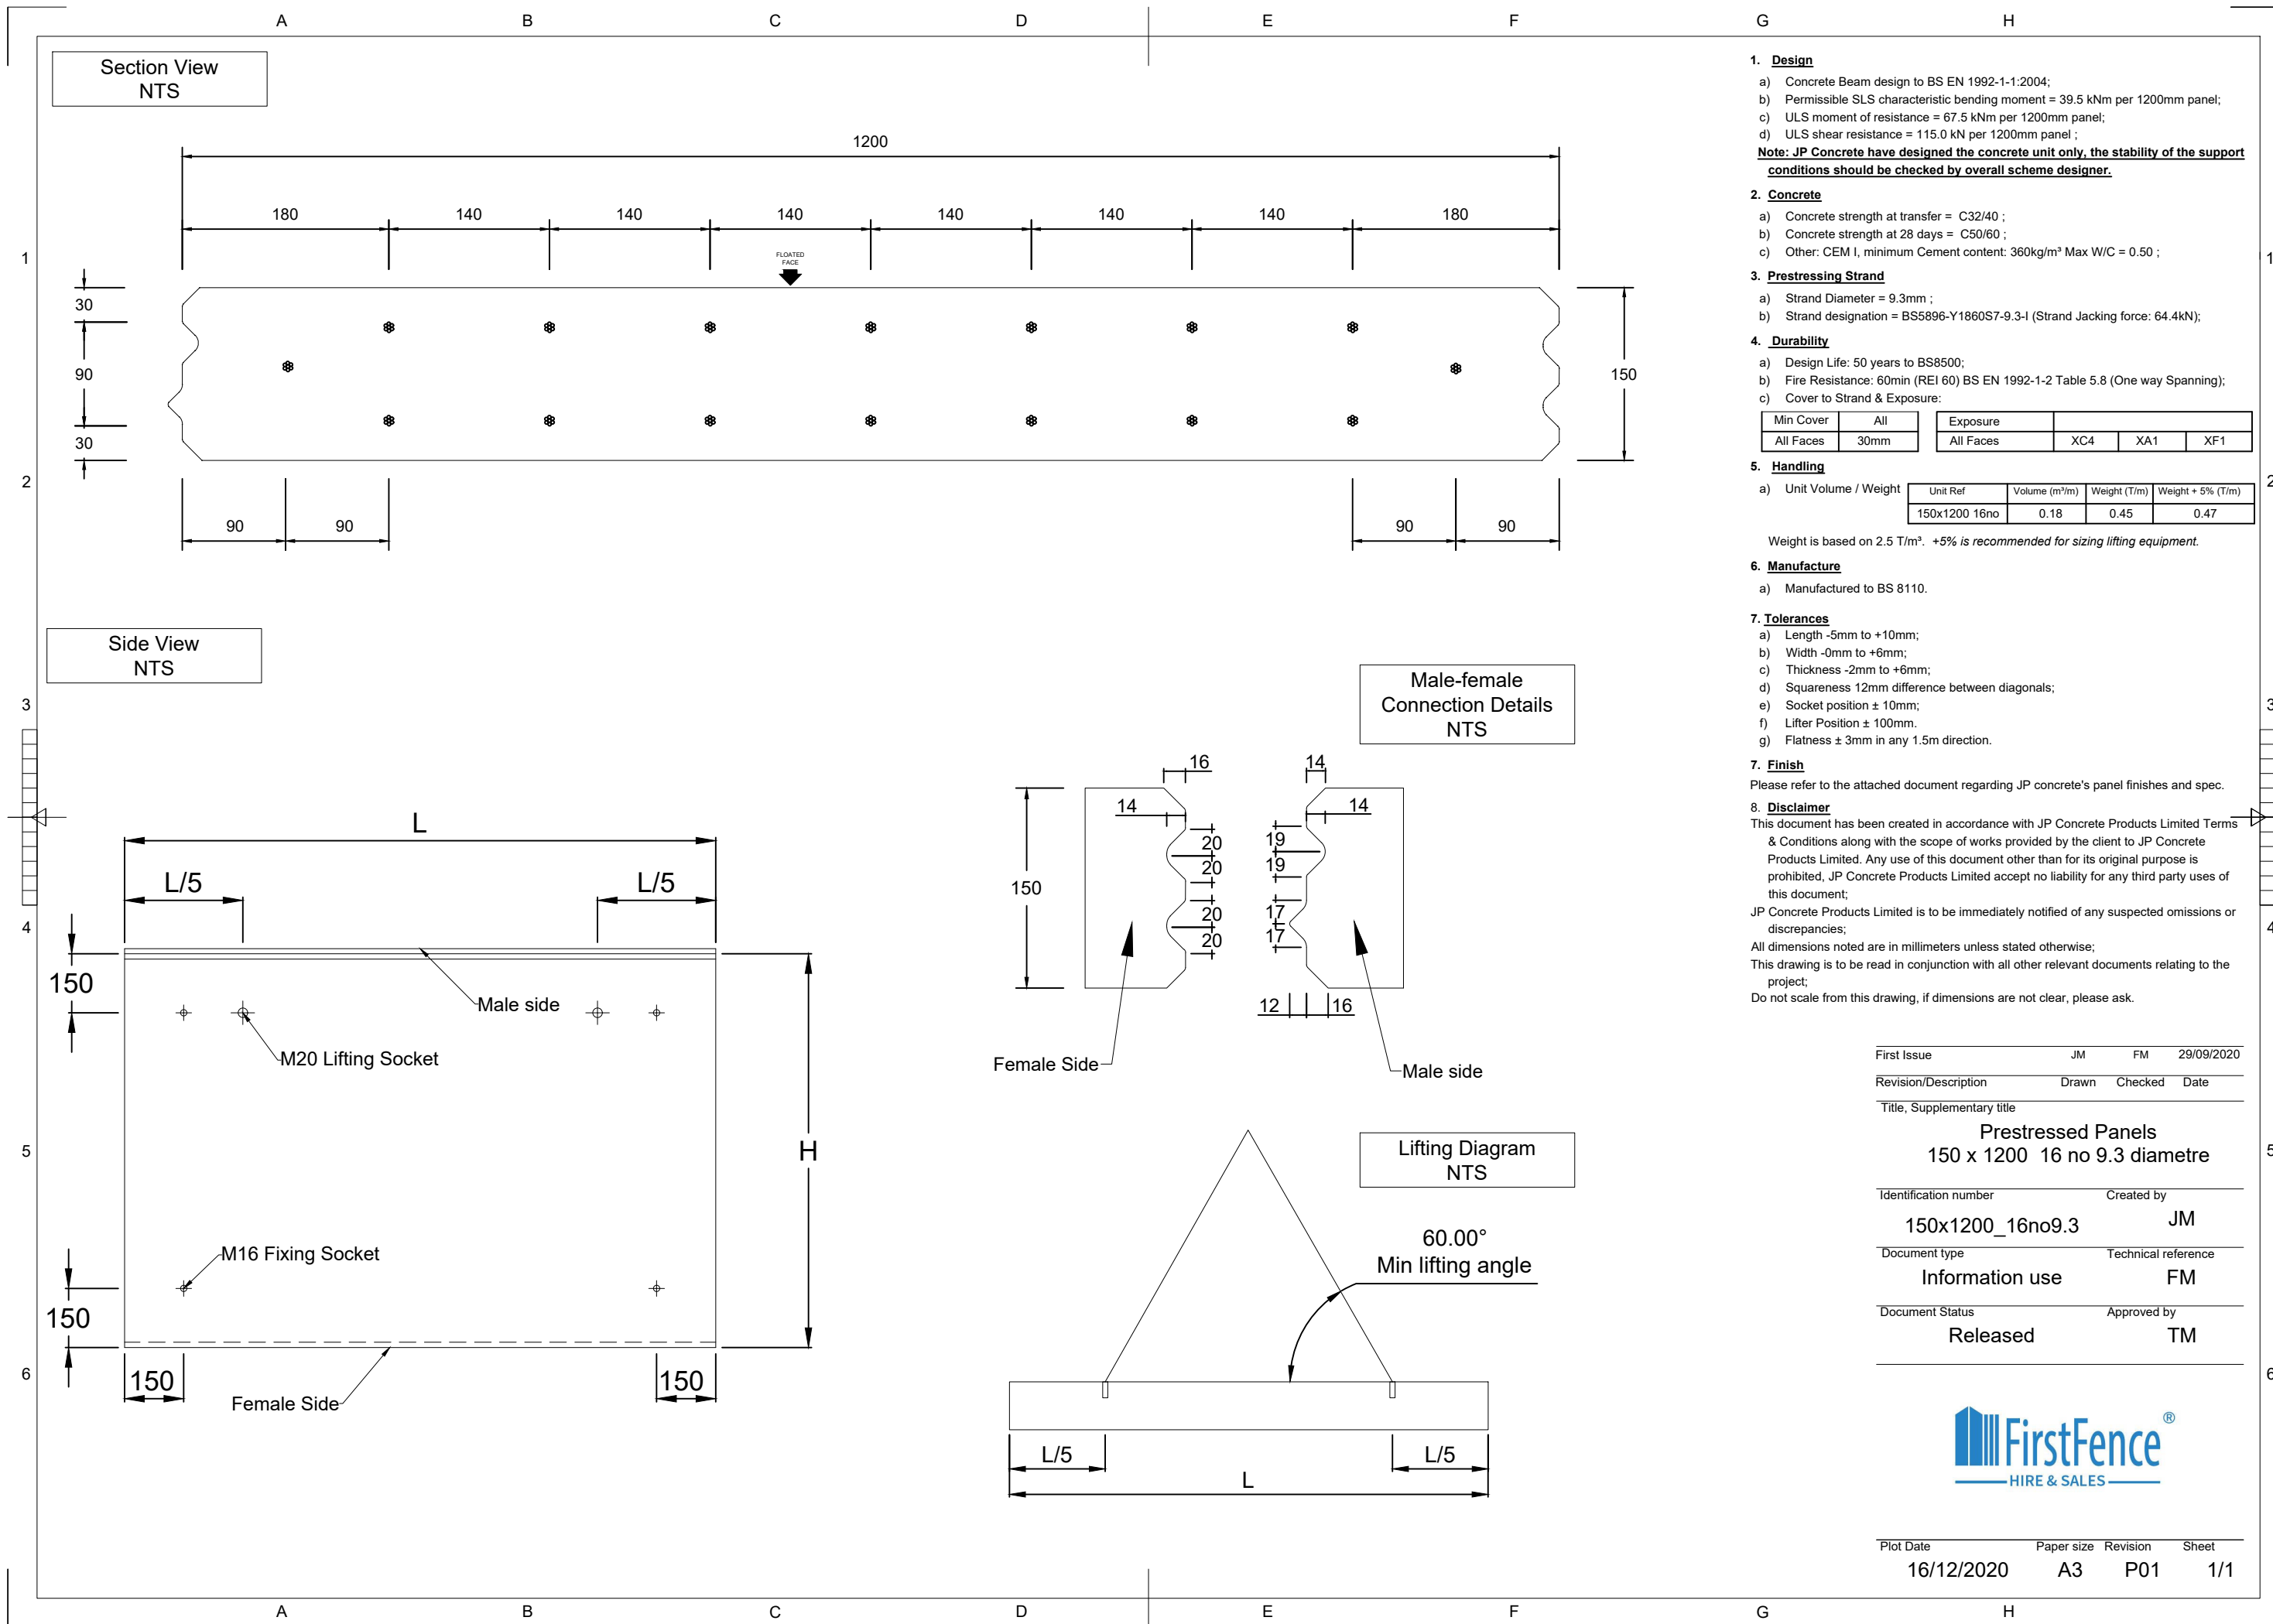 A B C D E F G H
Section View
NTS
1200
180 140 140 140 140 140 140 180
FLOATED
FACE
30
90
30
150
90 90 90 90
1 1
2 2
3 3
4 4
5 5
6 6
Side View
NTS
L
L/5 L/5
150
Male side
M20 Lifting Socket
H
M16 Fixing Socket
150
150 150
Female Side
Male-female
Connection Details
NTS
16 14
14 14
20 19
20 19
150
20 17
20 17
12 16
Female Side
Male side
Lifting Diagram
NTS
60.00°
Min lifting angle
L/5 L/5
L
1. Design
a) Concrete Beam design to BS EN 1992-1-1:2004;
b) Permissible SLS characteristic bending moment = 39.5 kNm per 1200mm panel;
c) ULS moment of resistance = 67.5 kNm per 1200mm panel;
d) ULS shear resistance = 115.0 kN per 1200mm panel ;
Note: JP Concrete have designed the concrete unit only, the stability of the support
conditions should be checked by overall scheme designer.
2. Concrete
a) Concrete strength at transfer = C32/40 ;
b) Concrete strength at 28 days = C50/60 ;
c) Other: CEM I, minimum Cement content: 360kg/m³ Max W/C = 0.50 ;
3. Prestressing Strand
a) Strand Diameter = 9.3mm ;
b) Strand designation = BS5896-Y1860S7-9.3-I (Strand Jacking force: 64.4kN);
4. Durability
a) Design Life: 50 years to BS8500;
b) Fire Resistance: 60min (REI 60) BS EN 1992-1-2 Table 5.8 (One way Spanning);
c) Cover to Strand & Exposure:
Min Cover All Exposure
All Faces 30mm All Faces XC4 XA1 XF1
5. Handling
a) Unit Volume / Weight Unit Ref Volume (m³/m) Weight (T/m) Weight + 5% (T/m)
150x1200 16no 0.18 0.45 0.47
Weight is based on 2.5 T/m³. +5% is recommended for sizing lifting equipment.
6. Manufacture
a) Manufactured to BS 8110.
7. Tolerances
a) Length -5mm to +10mm;
b) Width -0mm to +6mm;
c) Thickness -2mm to +6mm;
d) Squareness 12mm difference between diagonals;
e) Socket position ± 10mm;
f) Lifter Position ± 100mm.
g) Flatness ± 3mm in any 1.5m direction.
7. Finish
Please refer to the attached document regarding JP concrete's panel finishes and spec.
8. Disclaimer
This document has been created in accordance with JP Concrete Products Limited Terms
& Conditions along with the scope of works provided by the client to JP Concrete
Products Limited. Any use of this document other than for its original purpose is
prohibited, JP Concrete Products Limited accept no liability for any third party uses of
this document;
JP Concrete Products Limited is to be immediately notified of any suspected omissions or
discrepancies;
All dimensions noted are in millimeters unless stated otherwise;
This drawing is to be read in conjunction with all other relevant documents relating to the
project;
Do not scale from this drawing, if dimensions are not clear, please ask.
First Issue JM FM 29/09/2020
Revision/Description Drawn Checked Date
Title, Supplementary title
Prestressed Panels
150 x 1200 16 no 9.3 diametre
Identification number Created by
150x1200_16no9.3 JM
Document type Technical reference
Information use FM
Document Status Approved by
Released TM
FirstFence®
HIRE & SALES
Plot Date Paper size Revision Sheet
16/12/2020 A3 P01 1/1
A B C D E F G H